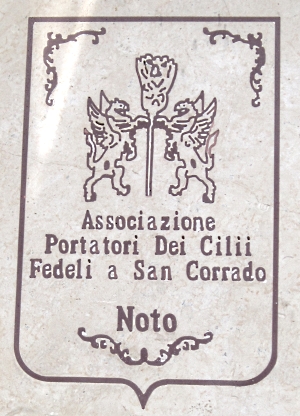 Associazione
Portatori Dei Cilii
Fedeli a San Corrado
Noto